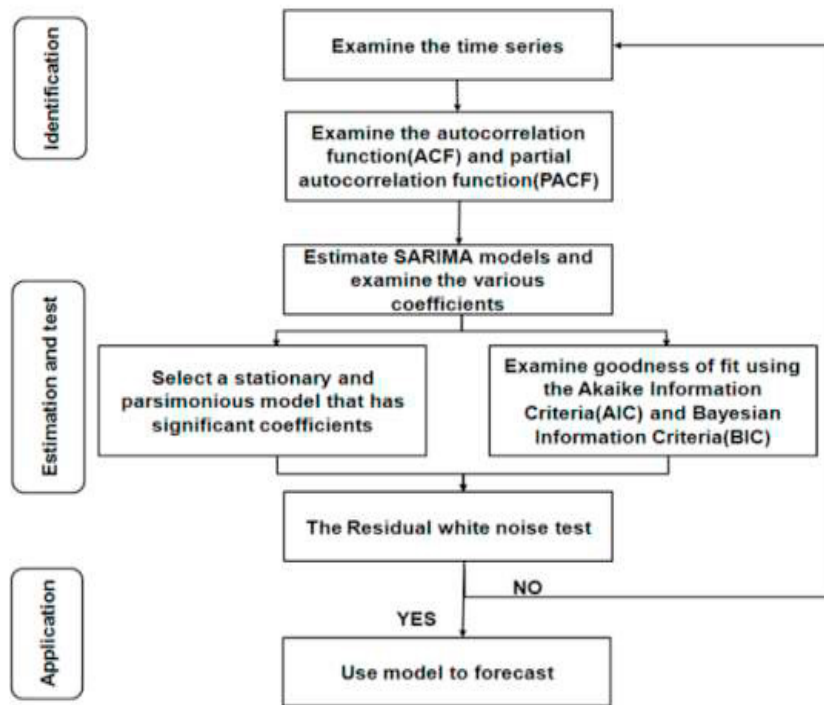 Identification
Examine the time series
Examine the autocorrelation
function(ACF) and partial
autocorrelation function(PACF)
Estimation and test
Estimate SARIMA models and
examine the various
coefficients
Select a stationary and
parsimonious model that has
significant coefficients
Examine goodness of fit using
the Akaike Information
Criteria(AIC) and Bayesian
Information Criteria(BIC)
The Residual white noise test
Application
NO
YES
Use model to forecast